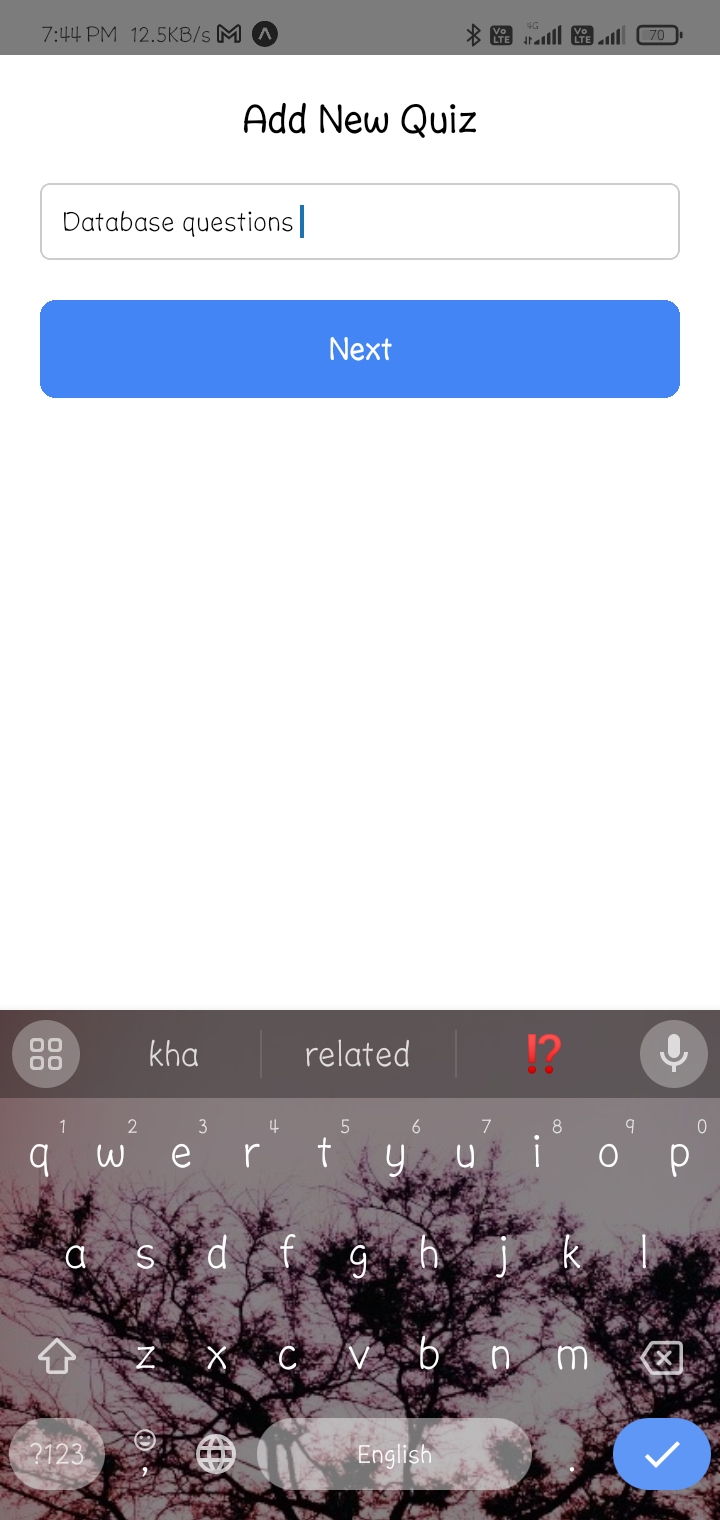 7:44 PM 12.5KB/s Vo LTE 4G Vo LTE 70
Add New Quiz
Database questions
Next
kha related ⁉️
1 2 3 4 5 6 7 8 9 0
q w e r t y u i o p
a s d f g h j k l
z x c v b n m
?123 , English .